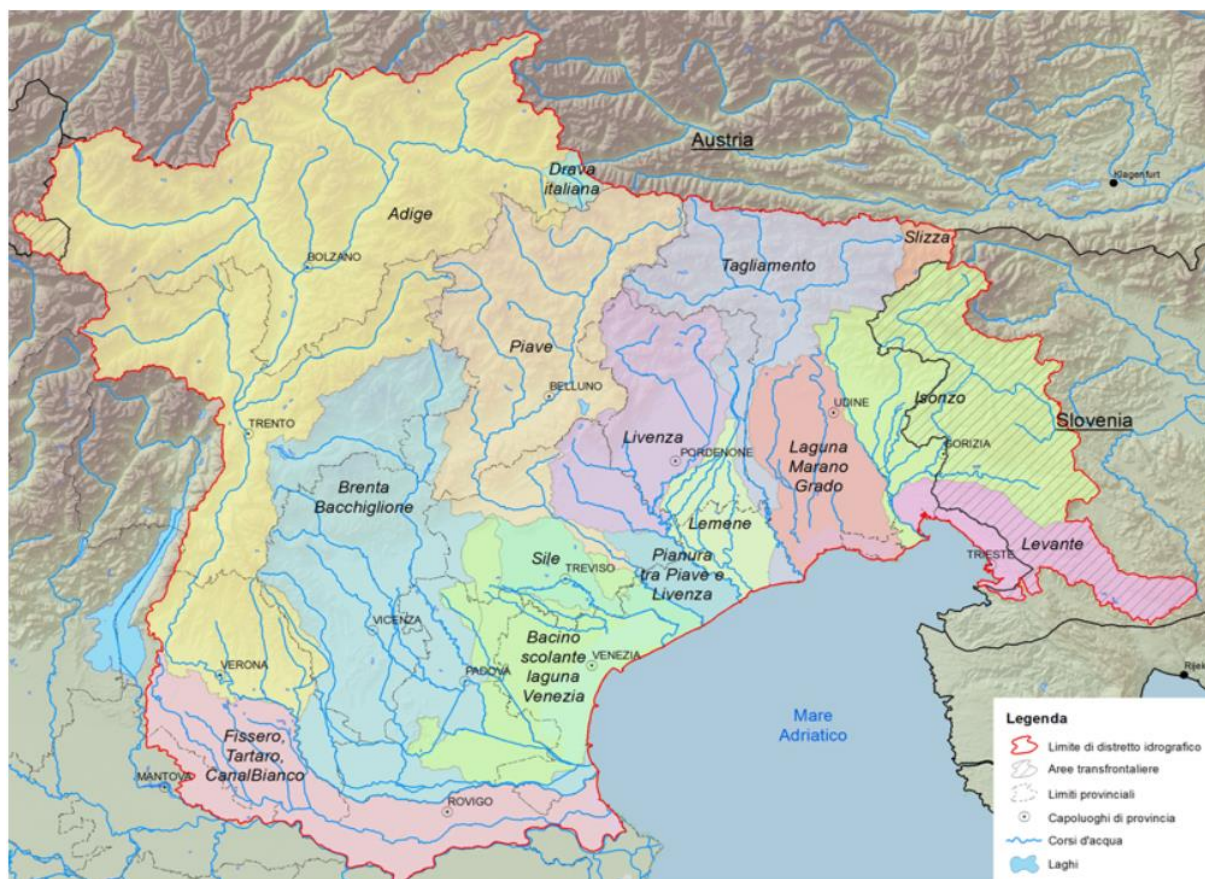 Austria
Klagenfurt
Drava
italiana
Adige
Slizza
BOLZANO
Tagliamento
Piave
BELLUNO
Isonzo
UDINE
Slovenia
TRENTO
Livenza
GORIZIA
PORDENONE
Laguna
Marano
Grado
Brenta
Bacchiglione
Lemene
Levante
Sile
TREVISO
Pianura
tra Piave e
Livenza
TRIESTE
VICENZA
Bacino
scolante
laguna
Venezia
VENEZIA
PADOVA
VERONA
Rijek
Mare
Adriatico
Fissero,
Tartaro,
CanalBianco
MANTOVA
ROVIGO
Legenda
Limite di distretto idrografico
Aree transfrontaliere
Limiti provinciali
Capoluoghi di provincia
Corsi d'acqua
Laghi